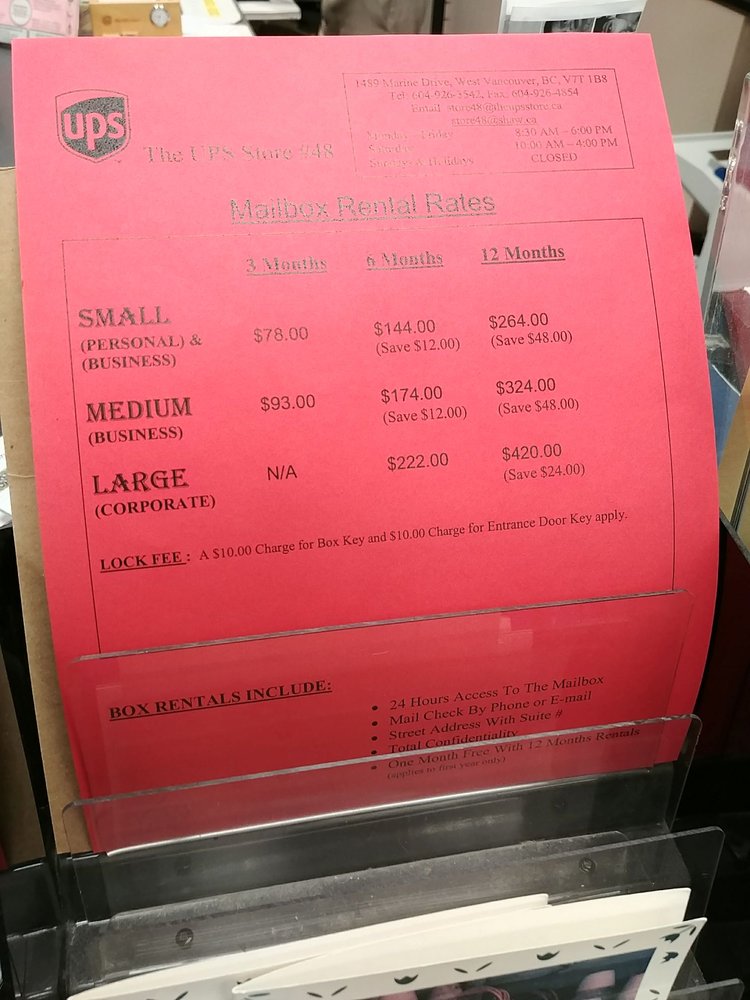 ups
The UPS Store #48
1489 Marine Drive, West Vancouver, BC, V7T 1B8
Tel: 604-926-3542, Fax. 604-926-4854
Email store48@theupsstore.ca
store48@shaw.ca
Monday - Friday 8:30 AM – 6:00 PM
Saturday 10:00 AM – 4:00 PM
Sundays & Holidays CLOSED
Mailbox Rental Rates
3 Months 6 Months 12 Months
SMALL
(PERSONAL) &
(BUSINESS)
$78.00 $144.00 $264.00
(Save $12.00) (Save $48.00)
MEDIUM
(BUSINESS)
$93.00 $174.00 $324.00
(Save $12.00) (Save $48.00)
LARGE
(CORPORATE)
N/A $222.00 $420.00
(Save $24.00)
LOCK FEE : A $10.00 Charge for Box Key and $10.00 Charge for Entrance Door Key apply.
BOX RENTALS INCLUDE:
• 24 Hours Access To The Mailbox
• Mail Check By Phone or E-mail
• Street Address With Suite #
• Total Confidentiality
• One Month Free With 12 Months Rentals
(applies to first year only)